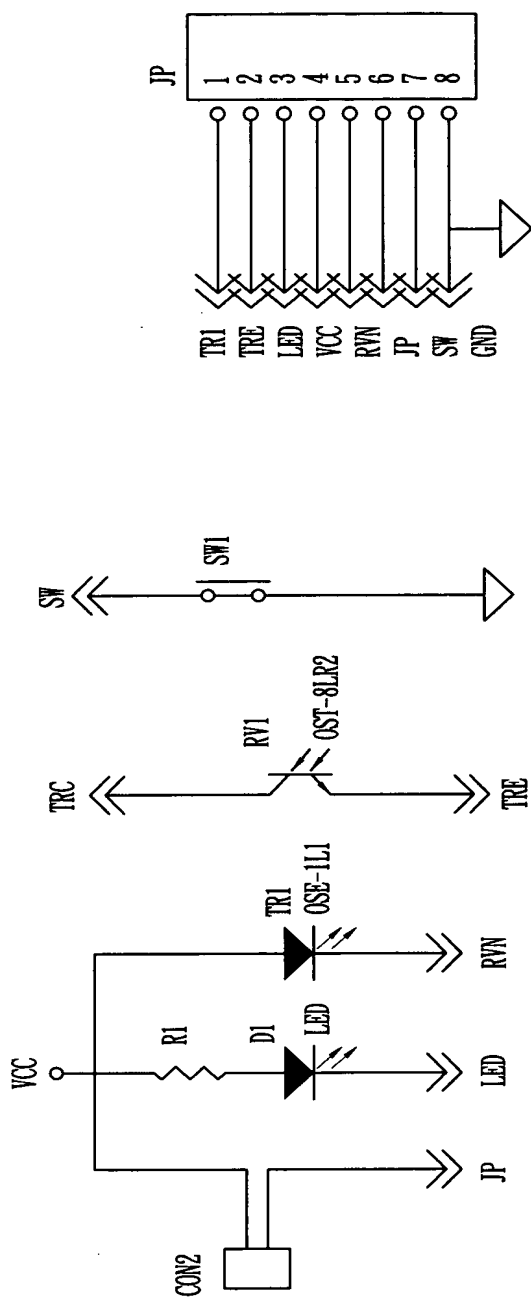 VCC
CON2
R1
D1
LED
TR1
OSE-1L1
JP
LED
RVN
TRC
RV1
OST-8LR2
TRE
SW
SW1
JP
TR1
TRE
LED
VCC
RVN
JP
SW
GND
1
2
3
4
5
6
7
8